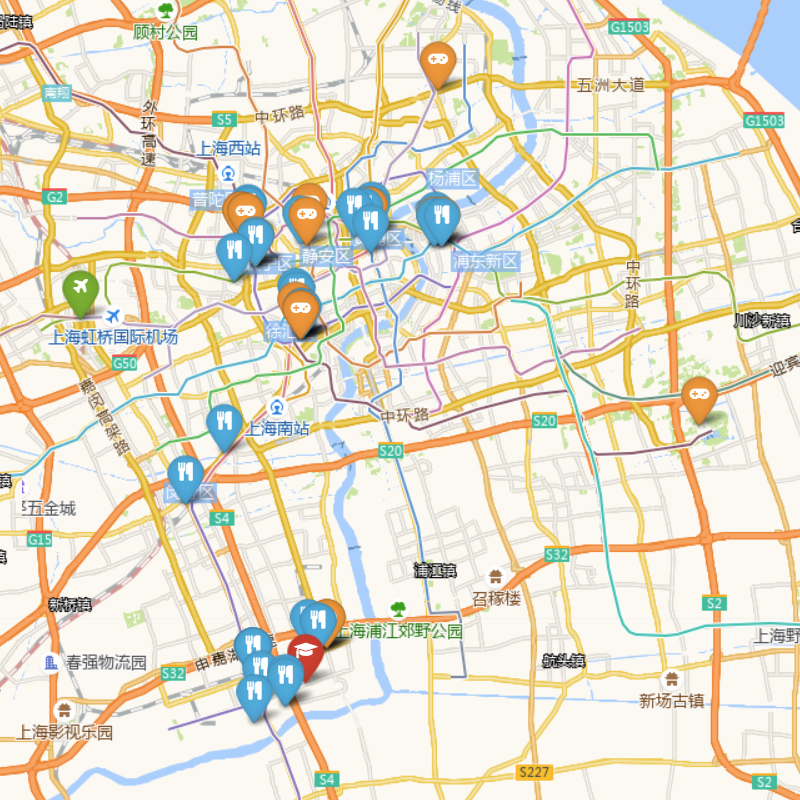 顾村公园
G1503
南翔
外环高速
S5
中环路
五洲大道
G1503
上海西站
杨浦区
G2
普陀
静安区
浦东新区
中环路
上海虹桥国际机场
徐汇
川沙新镇
G50
迎宾
嘉闵高架路
中环路
上海南站
S20
S20
五金城
S4
G15
S32
浦江镇
召稼楼
新桥镇
S2
上海浦江郊野公园
上海野
申嘉湖
春强物流园
S32
航头镇
新场古镇
上海影视乐园
S227
S4
S2